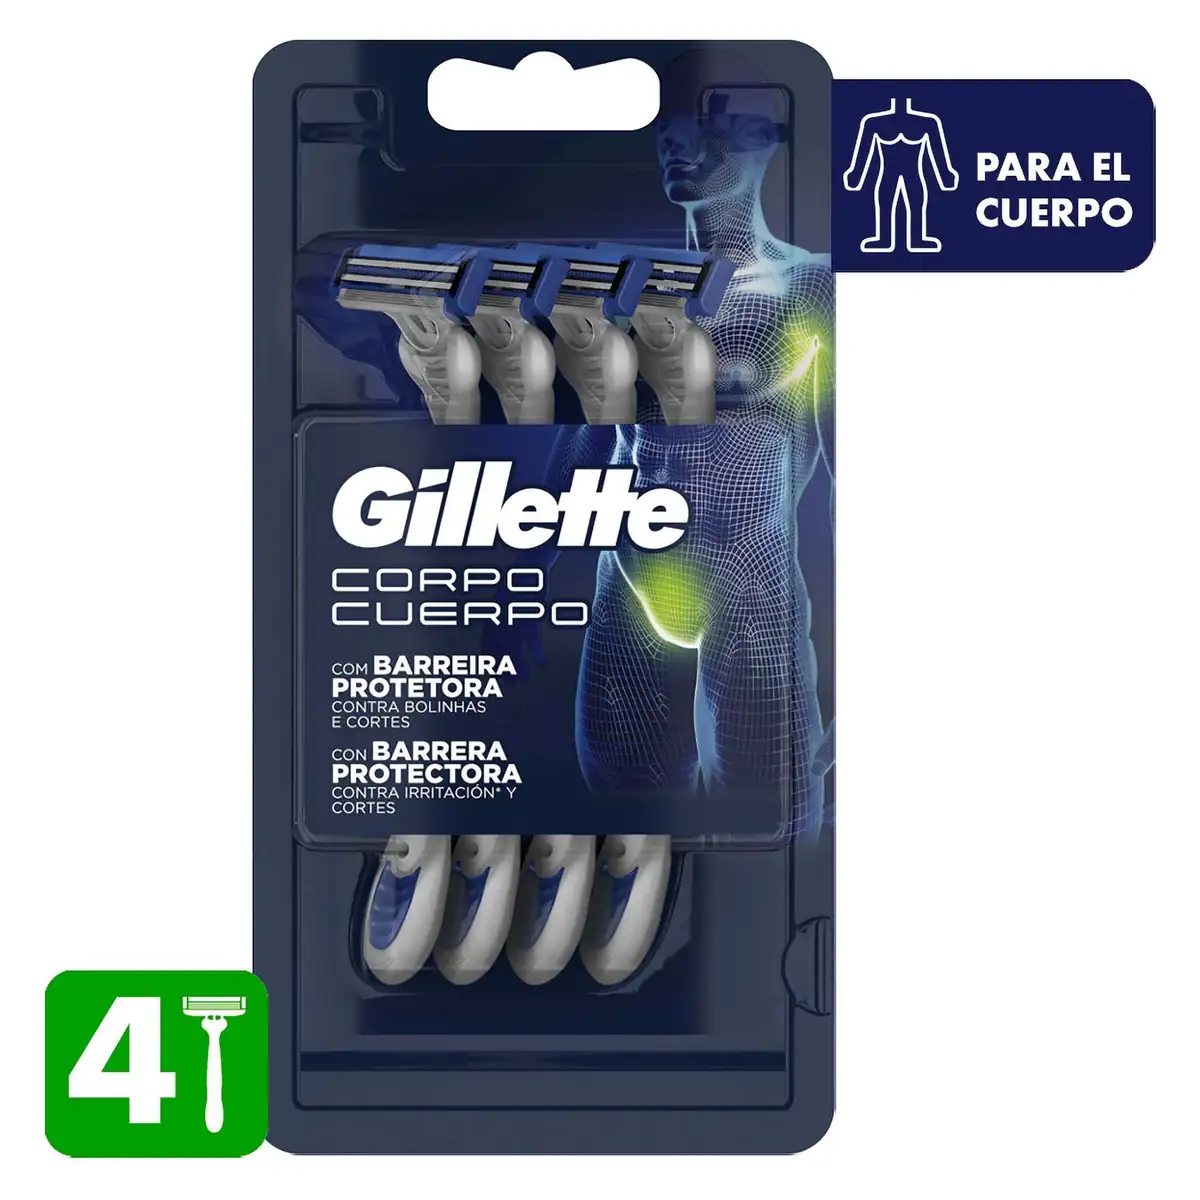 PARA EL
CUERPO
Gillette
CORPO
CUERPO
COM BARREIRA
PROTETORA
CONTRA BOLINHAS
E CORTES
CON BARRERA
PROTECTORA
CONTRA IRRITACIÓN* Y
CORTES
4